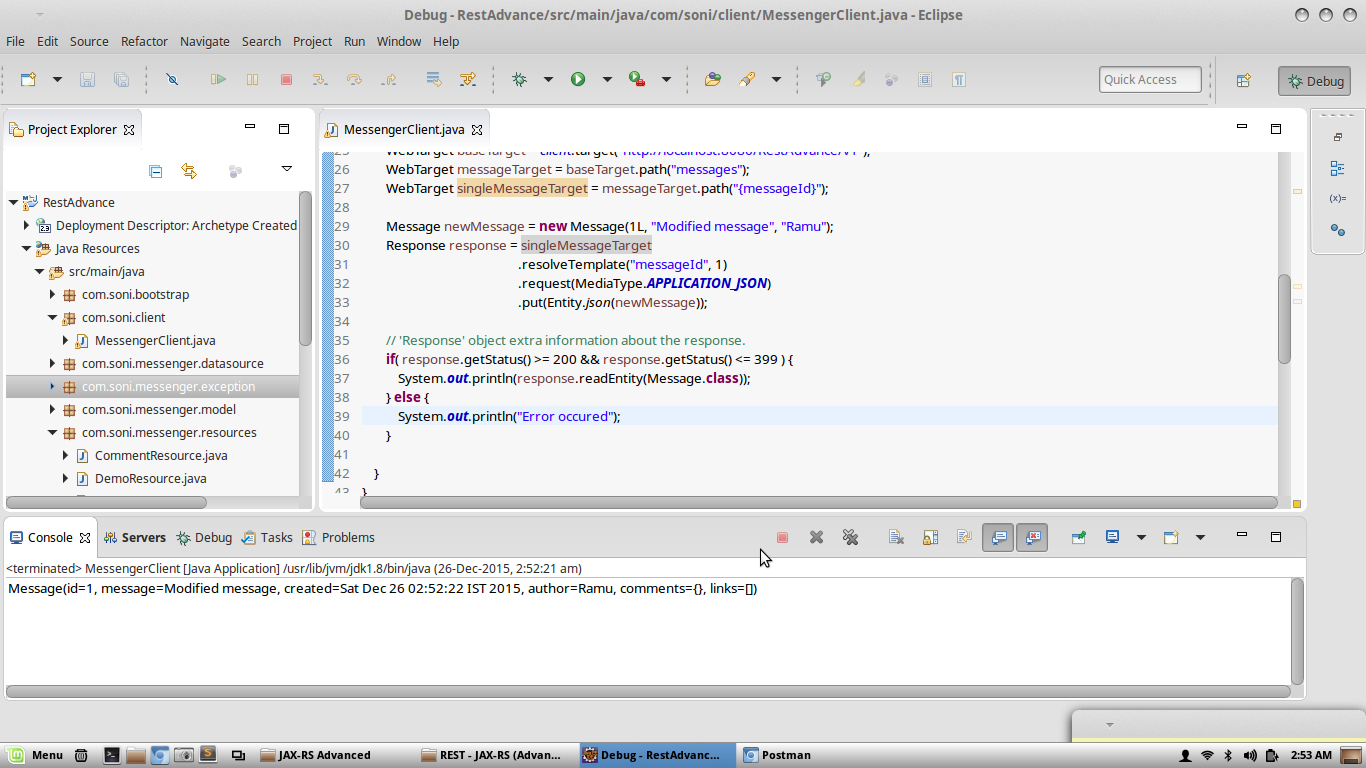 Debug - RestAdvance/src/main/java/com/soni/client/MessengerClient.java - Eclipse
File Edit Source Refactor Navigate Search Project Run Window Help
Quick Access
Debug
Project Explorer
RestAdvance
Deployment Descriptor: Archetype Created
Java Resources
src/main/java
com.soni.bootstrap
com.soni.client
MessengerClient.java
com.soni.messenger.datasource
com.soni.messenger.exception
com.soni.messenger.model
com.soni.messenger.resources
CommentResource.java
DemoResource.java
MessengerClient.java
25 WebTarget baseTarget = client.target("http://localhost:8080/RestAdvance/v1");
26 WebTarget messageTarget = baseTarget.path("messages");
27 WebTarget singleMessageTarget = messageTarget.path("{messageId}");
28
29 Message newMessage = new Message(1L, "Modified message", "Ramu");
30 Response response = singleMessageTarget
31 .resolveTemplate("messageId", 1)
32 .request(MediaType.APPLICATION_JSON)
33 .put(Entity.json(newMessage));
34
35 // 'Response' object extra information about the response.
36 if( response.getStatus() >= 200 && response.getStatus() <= 399 ) {
37 System.out.println(response.readEntity(Message.class));
38 } else {
39 System.out.println("Error occured");
40 }
41
42 }
43 }
Console Servers Debug Tasks Problems
<terminated> MessengerClient [Java Application] /usr/lib/jvm/jdk1.8/bin/java (26-Dec-2015, 2:52:21 am)
Message(id=1, message=Modified message, created=Sat Dec 26 02:52:22 IST 2015, author=Ramu, comments={}, links=[])
Menu JAX-RS Advanced REST - JAX-RS (Advan... Debug - RestAdvanc... Postman 2:53 AM